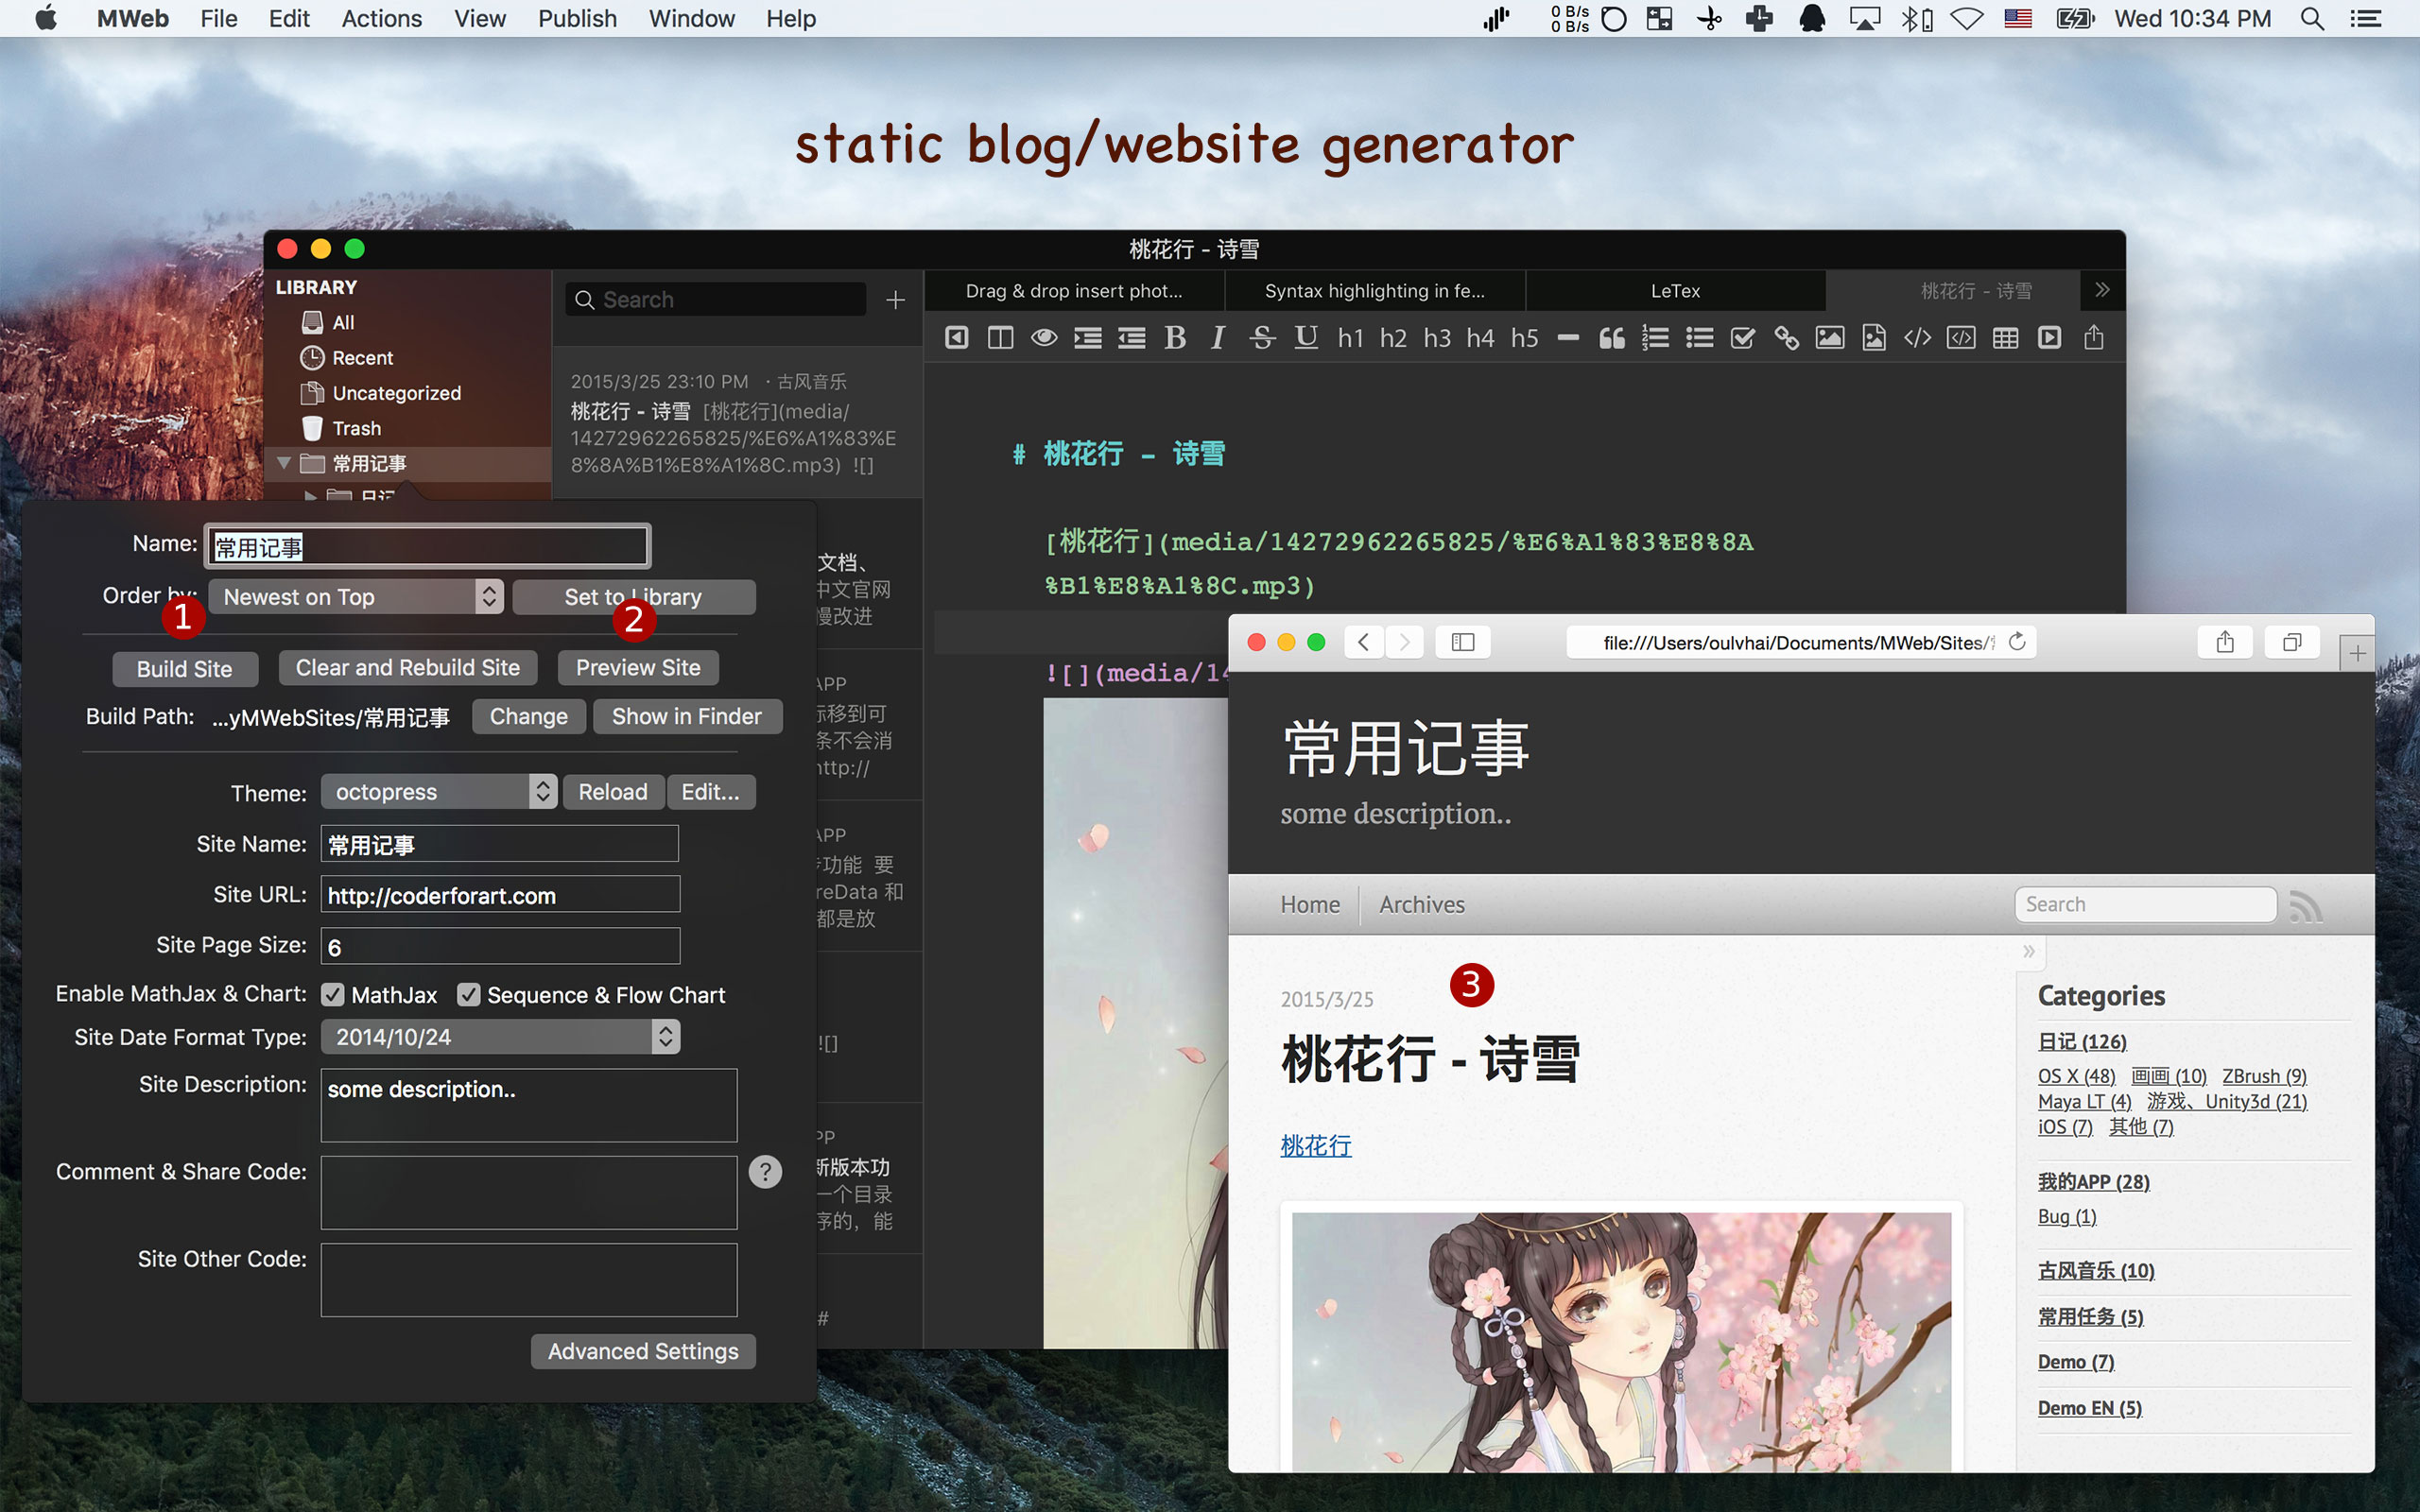 MWeb File Edit Actions View Publish Window Help
0 B/s
0 B/s
Wed 10:34 PM
static blog/website generator
桃花行 - 诗雪
LIBRARY
All
Recent
Uncategorized
Trash
常用记事
Search
2015/3/25 23:10 PM ·古风音乐
桃花行 - 诗雪 [桃花行](media/
14272962265825/%E6%A1%83%E
8%8A%B1%E8%A1%8C.mp3) ![]
文档、
中文官网
慢改进
APP
标移到可
条不会消
http://
APP
功能 要
reData 和
都是放
![]
PP
新版本功
一个目录
序的，能
#
Drag & drop insert phot... Syntax highlighting in fe... LeTex 桃花行 - 诗雪 »
B I S U h1 h2 h3 h4 h5
# 桃花行 - 诗雪
[桃花行](media/14272962265825/%E6%A1%83%E8%8A
%B1%E8%A1%8C.mp3)
![](media/14
Name: 常用记事
Order by: Newest on Top Set to Library
1 2
Build Site Clear and Rebuild Site Preview Site
Build Path: ...yMWebSites/常用记事 Change Show in Finder
Theme: octopress Reload Edit...
Site Name: 常用记事
Site URL: http://coderforart.com
Site Page Size: 6
Enable MathJax & Chart: MathJax Sequence & Flow Chart
Site Date Format Type: 2014/10/24
Site Description: some description..
Comment & Share Code: ?
Site Other Code:
Advanced Settings
file:///Users/oulvhai/Documents/MWeb/Sites/
常用记事
some description..
Home Archives Search
»
2015/3/25 3
桃花行 - 诗雪
桃花行
Categories
日记 (126)
OS X (48) 画画 (10) ZBrush (9)
Maya LT (4) 游戏、Unity3d (21)
iOS (7) 其他 (7)
我的APP (28)
Bug (1)
古风音乐 (10)
常用任务 (5)
Demo (7)
Demo EN (5)